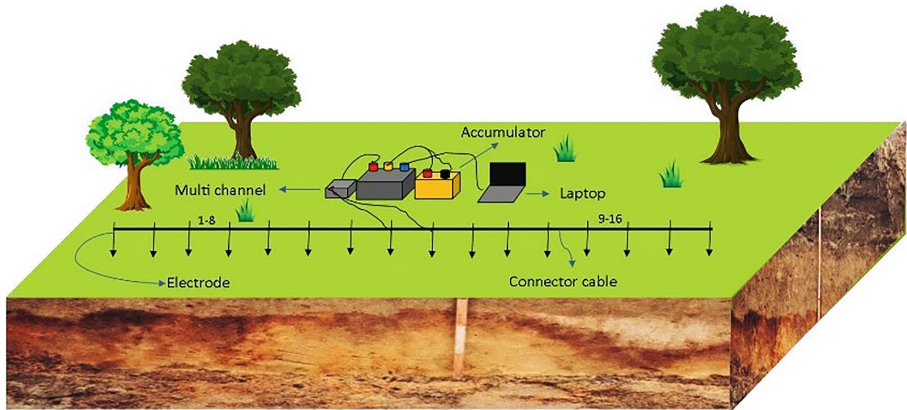 Accumulator
Multi channel
Laptop
1-8
9-16
Electrode
Connector cable